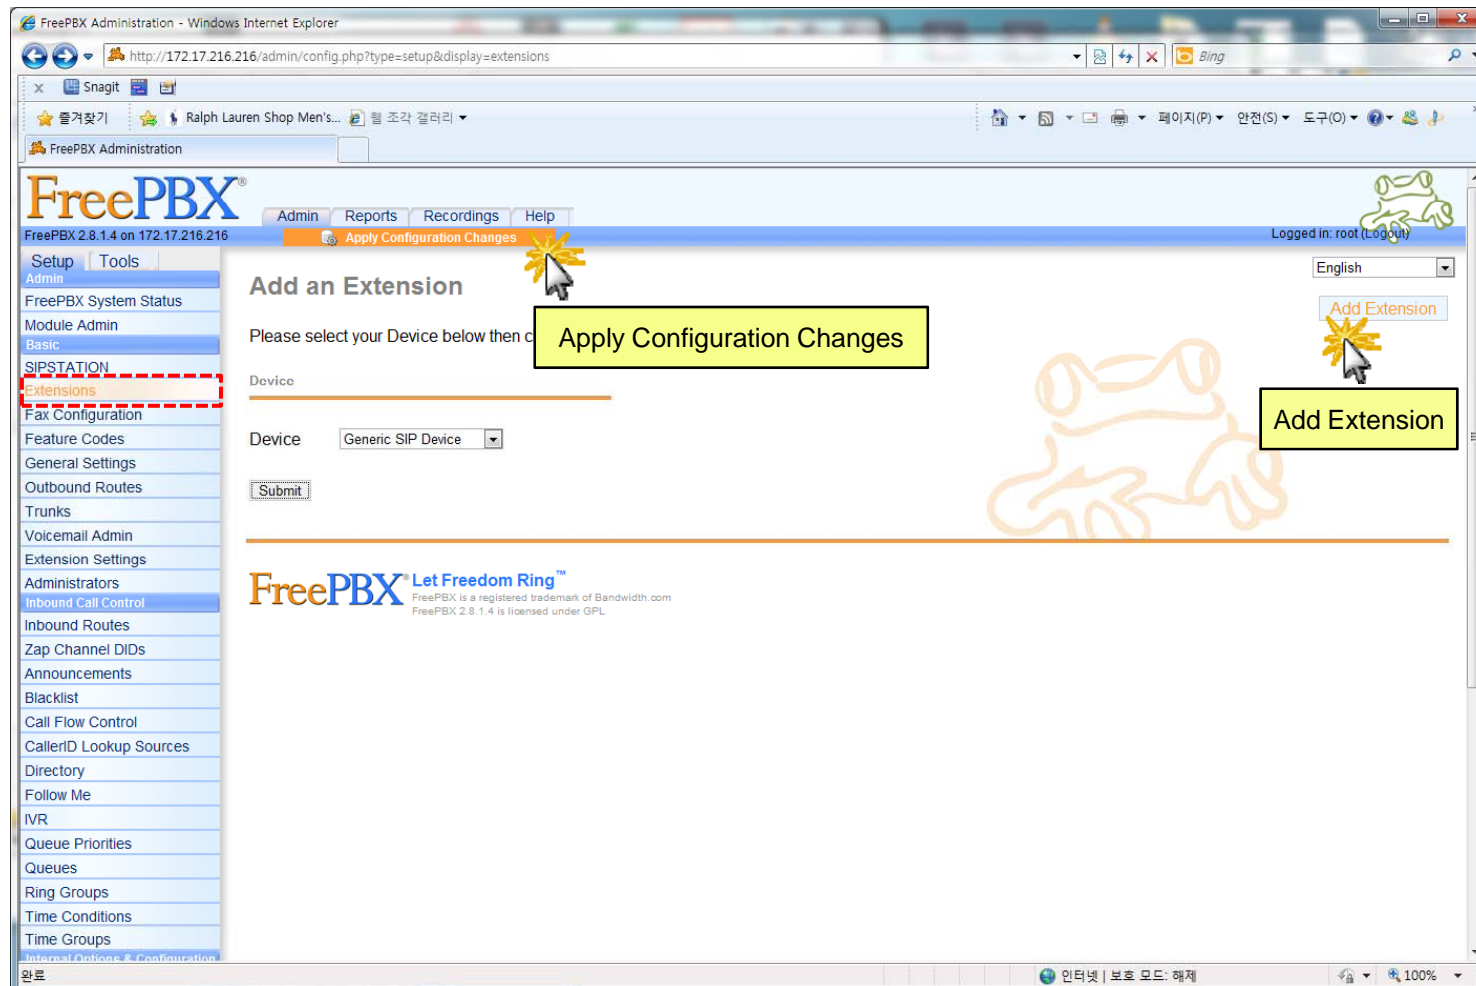 FreePBX Administration - Windows Internet Explorer
http://172.17.216.216/admin/config.php?type=setup&display=extensions
Bing
x Snagit
즐겨찾기 Ralph Lauren Shop Men's... 웹 조각 갤러리
페이지(P) 안전(S) 도구(O)
FreePBX Administration
FreePBX®
Admin Reports Recordings Help
FreePBX 2.8.1.4 on 172.17.216.216
Apply Configuration Changes
Logged in: root (Logout)
Setup Tools
English
Admin
FreePBX System Status
Module Admin
Basic
SIPSTATION
Extensions
Fax Configuration
Feature Codes
General Settings
Outbound Routes
Trunks
Voicemail Admin
Extension Settings
Administrators
Inbound Call Control
Inbound Routes
Zap Channel DIDs
Announcements
Blacklist
Call Flow Control
CallerID Lookup Sources
Directory
Follow Me
IVR
Queue Priorities
Queues
Ring Groups
Time Conditions
Time Groups
Internal Options & Configuration
Add an Extension
Add Extension
Please select your Device below then c
Apply Configuration Changes
Add Extension
Device
Device Generic SIP Device
Submit
FreePBX® Let Freedom Ring™
FreePBX is a registered trademark of Bandwidth.com
FreePBX 2.8.1.4 is licensed under GPL
완료
인터넷 | 보호 모드: 해제
100%